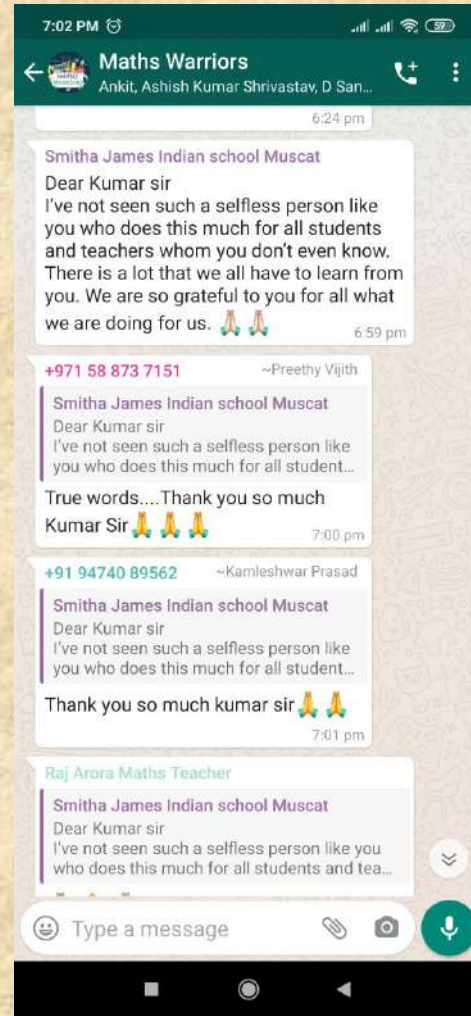 7:02 PM
59
Maths Warriors
Ankit, Ashish Kumar Shrivastav, D San...
6:24 pm
Smitha James Indian school Muscat
Dear Kumar sir
I've not seen such a selfless person like
you who does this much for all students
and teachers whom you don't even know.
There is a lot that we all have to learn from
you. We are so grateful to you for all what
we are doing for us. 🙏 🙏
6:59 pm
+971 58 873 7151 ~Preethy Vijith
Smitha James Indian school Muscat
Dear Kumar sir
I've not seen such a selfless person like
you who does this much for all student...
True words....Thank you so much
Kumar Sir 🙏 🙏 🙏
7:00 pm
+91 94740 89562 ~Kamleshwar Prasad
Smitha James Indian school Muscat
Dear Kumar sir
I've not seen such a selfless person like
you who does this much for all student...
Thank you so much kumar sir 🙏 🙏
7:01 pm
Raj Arora Maths Teacher
Smitha James Indian school Muscat
Dear Kumar sir
I've not seen such a selfless person like you
who does this much for all students and tea...
Type a message